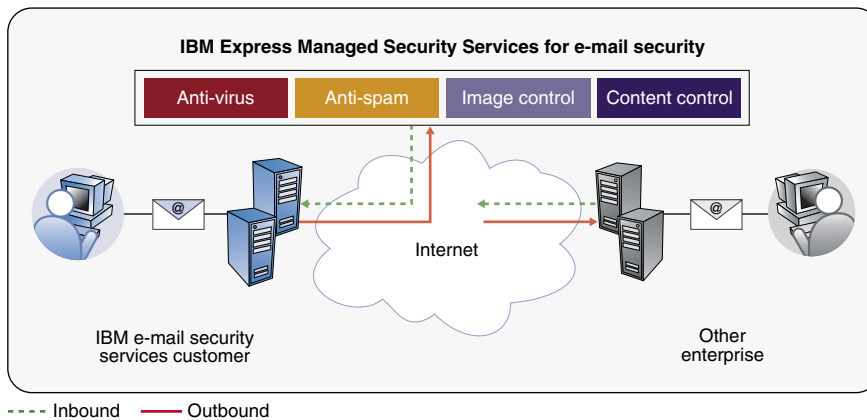 IBM Express Managed Security Services for e-mail security
Anti-virus
Anti-spam
Image control
Content control
@
@
Internet
IBM e-mail security
services customer
Other
enterprise
Inbound
Outbound